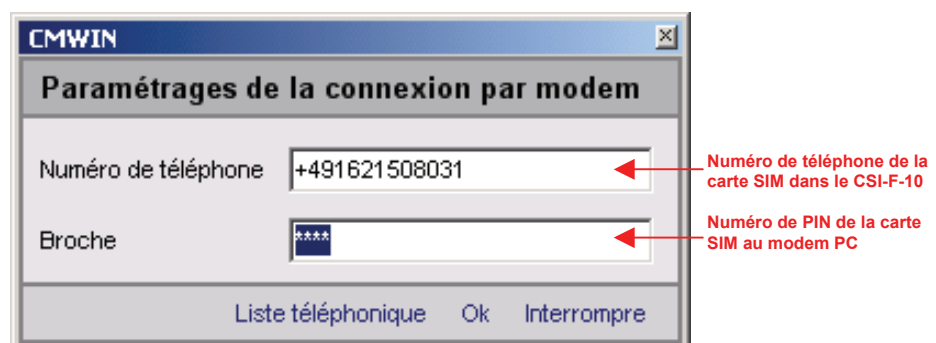 CMWIN
Paramétrages de la connexion par modem
Numéro de téléphone
+491621508031
Numéro de téléphone de la
carte SIM dans le CSI-F-10
Broche
****
Numéro de PIN de la carte
SIM au modem PC
Liste téléphonique Ok Interrompre